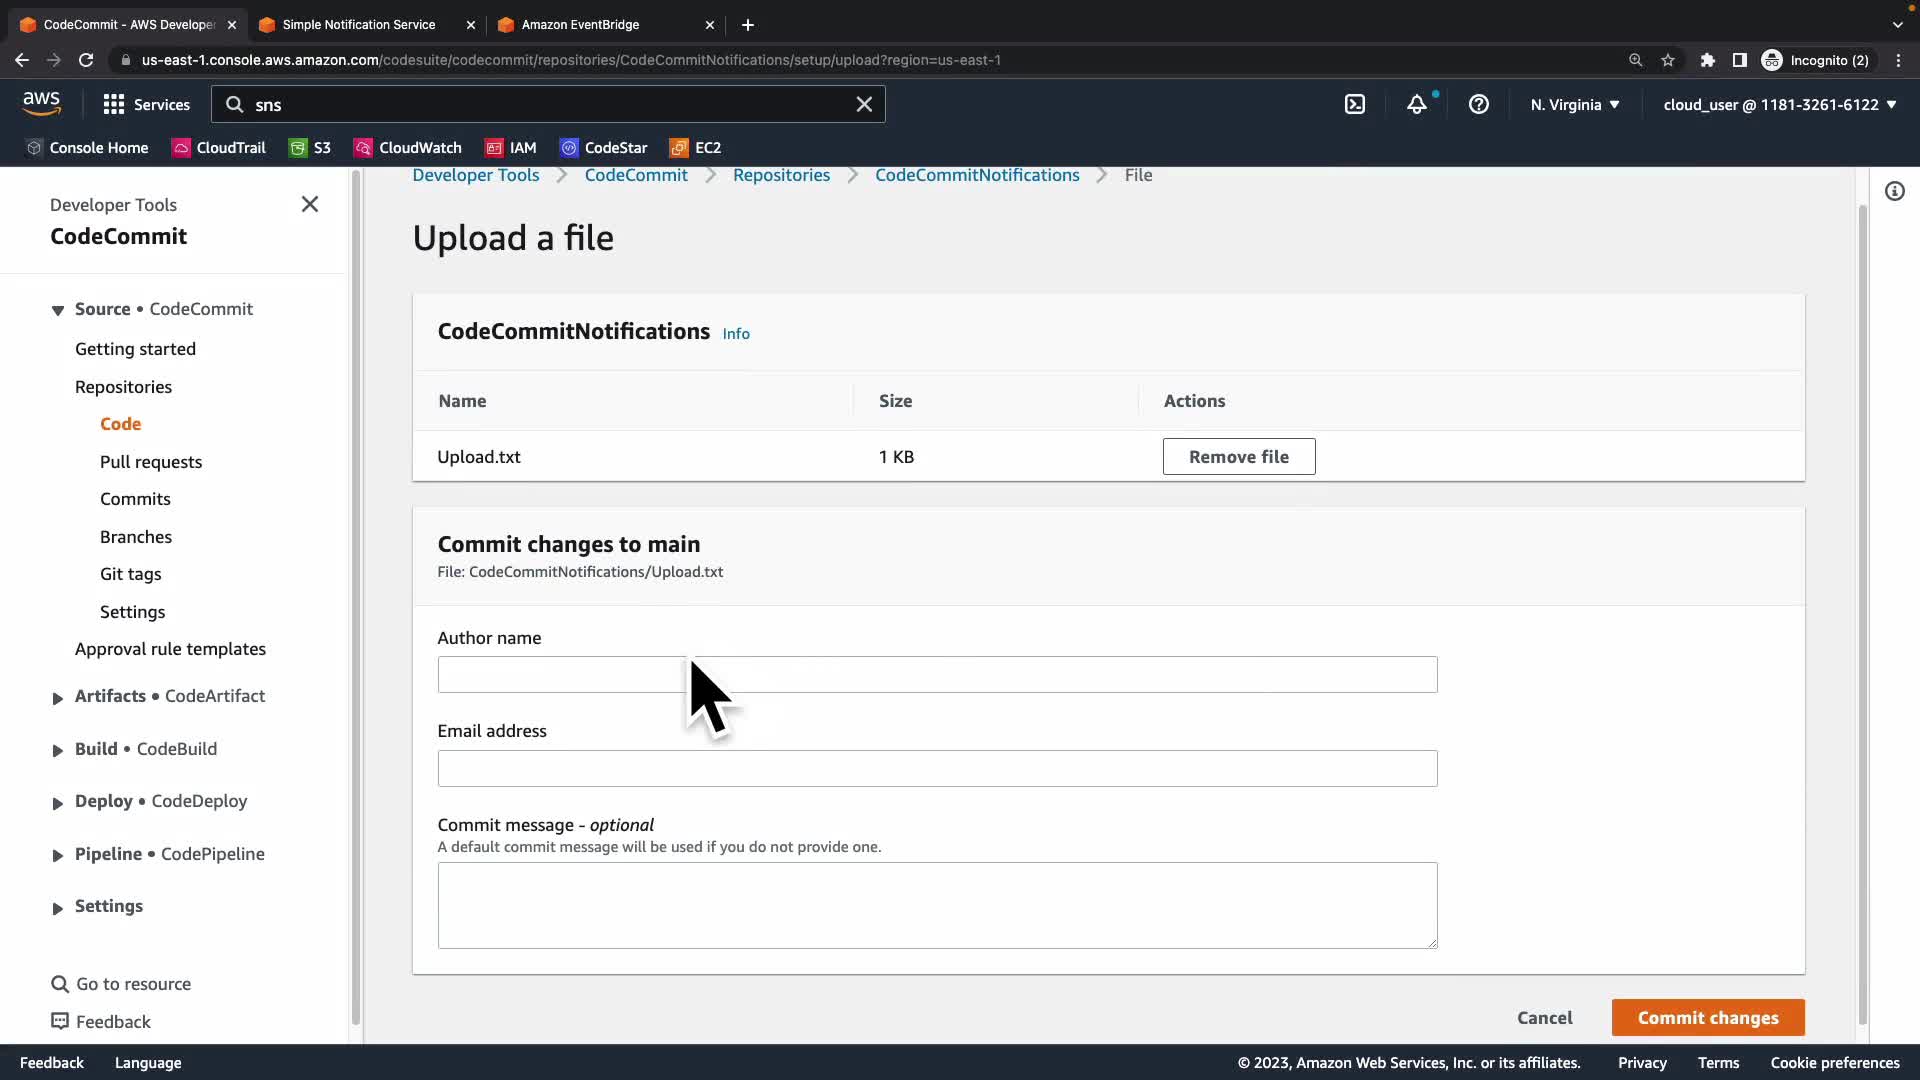 CodeCommit - AWS Developer
Simple Notification Service
Amazon EventBridge
us-east-1.console.aws.amazon.com/codesuite/codecommit/repositories/CodeCommitNotifications/setup/upload?region=us-east-1
Incognito (2)
aws
Services
sns
N. Virginia
cloud_user @ 1181-3261-6122
Console Home
CloudTrail
S3
CloudWatch
IAM
CodeStar
EC2
Developer Tools
CodeCommit
Source • CodeCommit
Getting started
Repositories
Code
Pull requests
Commits
Branches
Git tags
Settings
Approval rule templates
Artifacts • CodeArtifact
Build • CodeBuild
Deploy • CodeDeploy
Pipeline • CodePipeline
Settings
Go to resource
Feedback
Developer Tools
CodeCommit
Repositories
CodeCommitNotifications
File
Upload a file
CodeCommitNotifications Info
Name Size Actions
Upload.txt 1 KB Remove file
Commit changes to main
File: CodeCommitNotifications/Upload.txt
Author name
Email address
Commit message - optional
A default commit message will be used if you do not provide one.
Cancel
Commit changes
Feedback
Language
© 2023, Amazon Web Services, Inc. or its affiliates.
Privacy
Terms
Cookie preferences